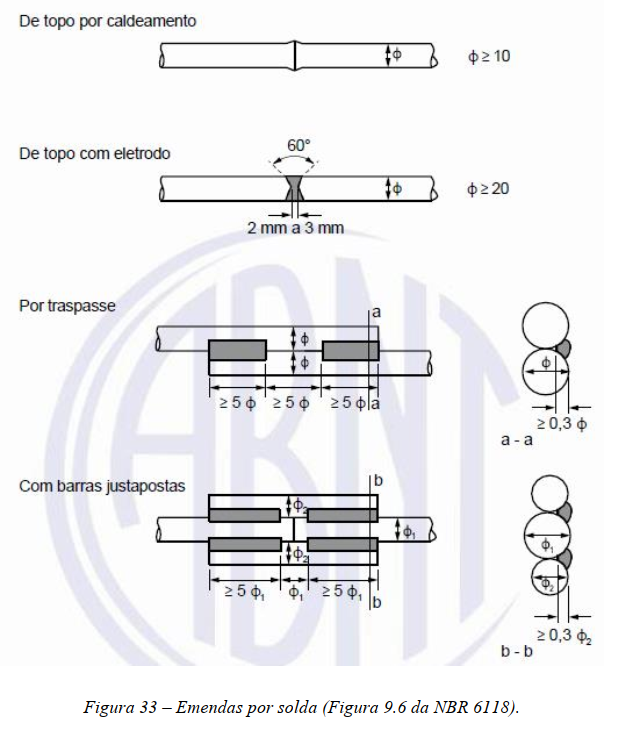 De topo por caldeamento
ϕ
ϕ ≥ 10
De topo com eletrodo
60°
ϕ
ϕ ≥ 20
2 mm a 3 mm
Por traspasse
a
ϕ
ϕ
≥ 5 ϕ ≥ 5 ϕ ≥ 5 ϕ a
ϕ
≥ 0,3 ϕ
a - a
Com barras justapostas
b
ϕ2
ϕ1
ϕ2
≥ 5 ϕ1 ϕ1 ≥ 5 ϕ1
b
ϕ1
ϕ2
≥ 0,3 ϕ2
b - b
ABNT
Figura 33 – Emendas por solda (Figura 9.6 da NBR 6118).